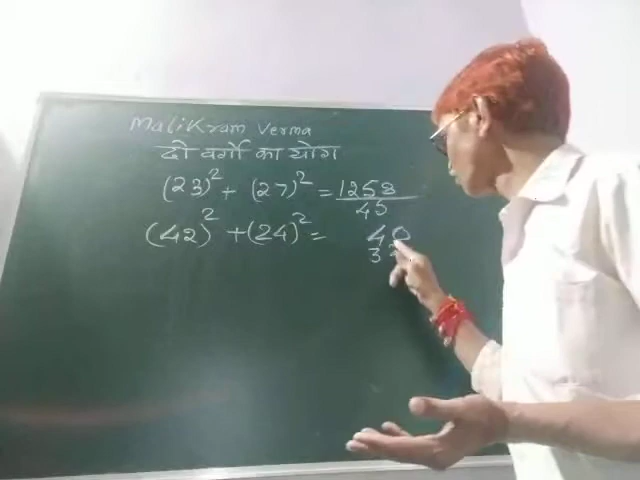 MaliKram Verma
दो वर्गो का योग
(23)² + (27)² = 1258
45
(42)² + (24)² = 40
3